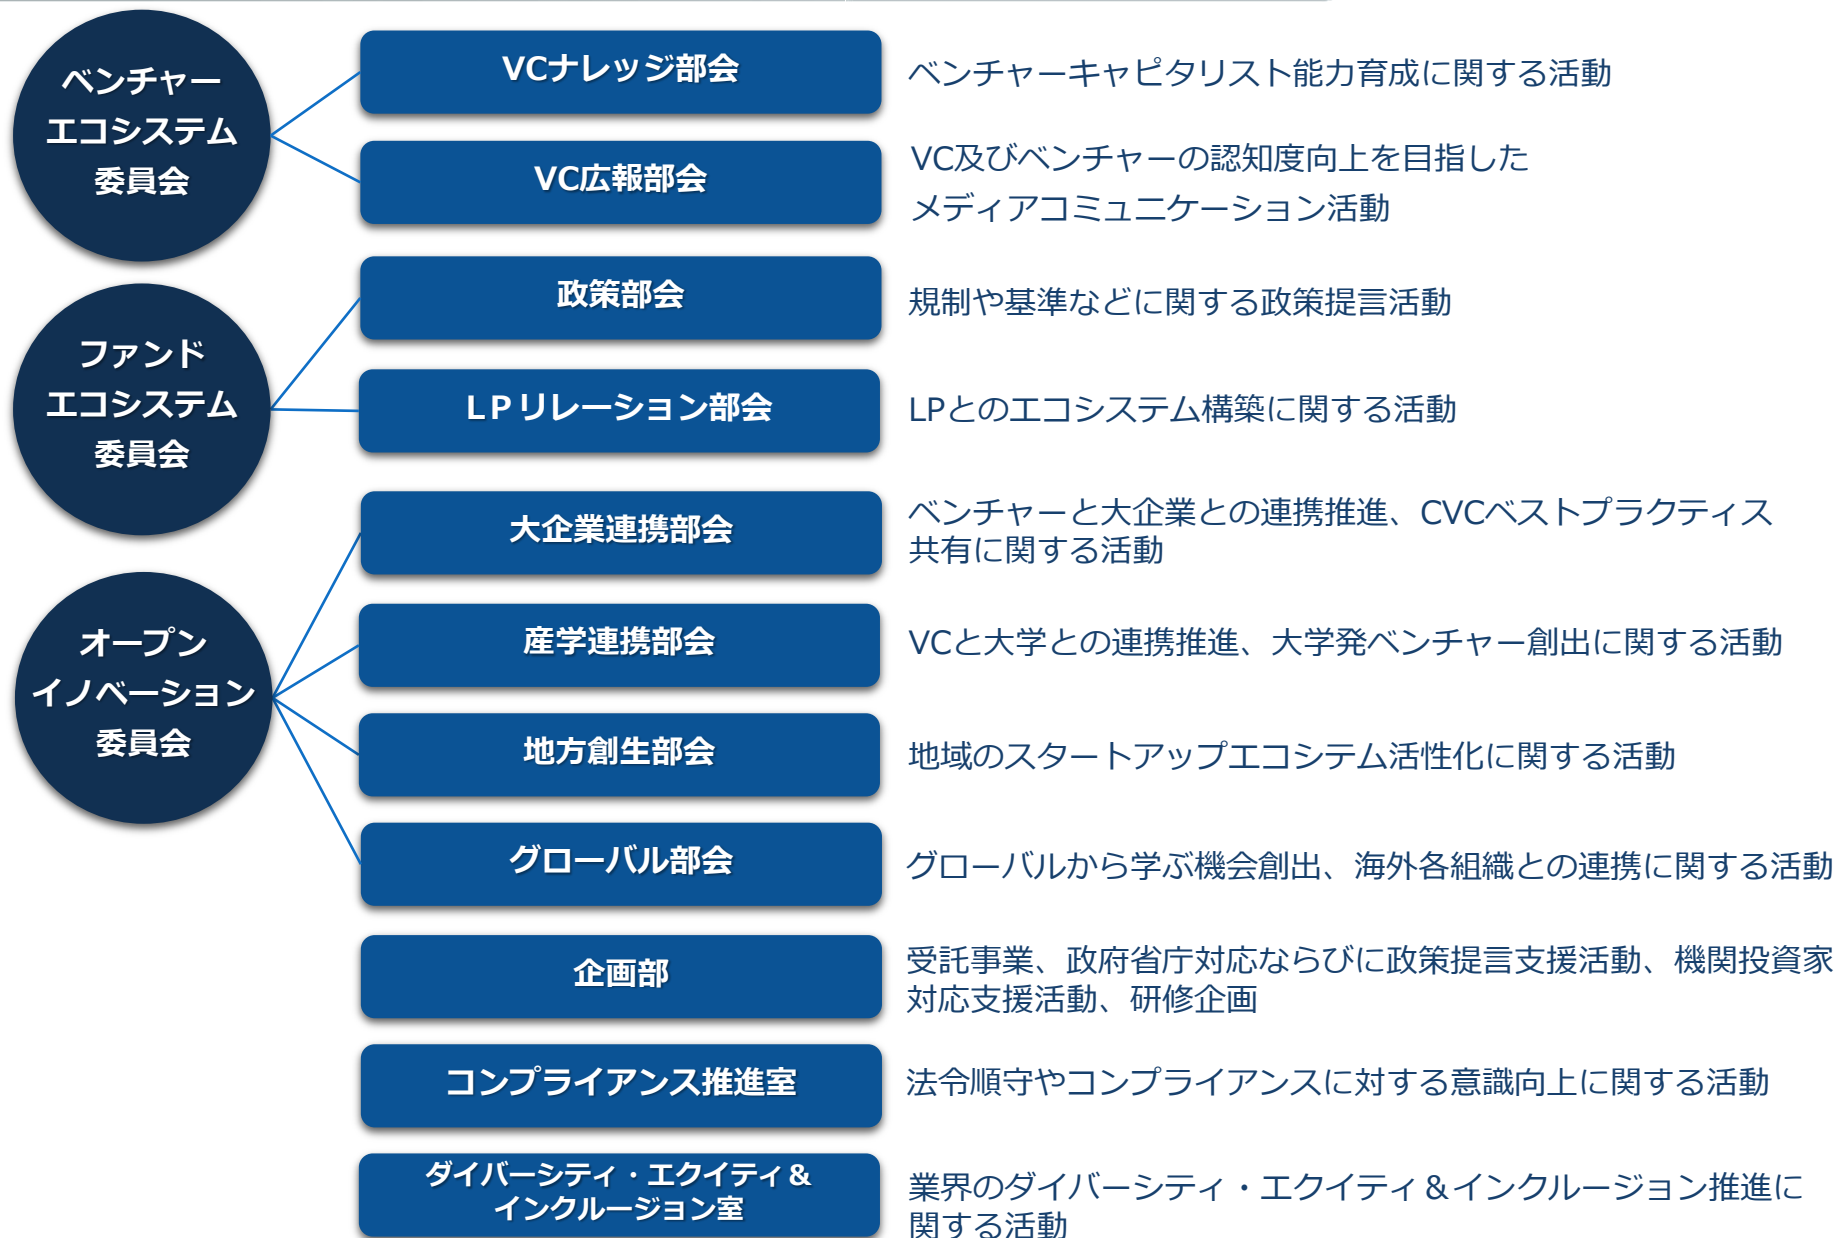 ベンチャー
エコシステム
委員会
VCナレッジ部会
ベンチャーキャピタリスト能力育成に関する活動
VC広報部会
VC及びベンチャーの認知度向上を目指した
メディアコミュニケーション活動
ファンド
エコシステム
委員会
政策部会
規制や基準などに関する政策提言活動
LPリレーション部会
LPとのエコシステム構築に関する活動
オープン
イノベーション
委員会
大企業連携部会
ベンチャーと大企業との連携推進、CVCベストプラクティス
共有に関する活動
産学連携部会
VCと大学との連携推進、大学発ベンチャー創出に関する活動
地方創生部会
地域のスタートアップエコシステム活性化に関する活動
グローバル部会
グローバルから学ぶ機会創出、海外各組織との連携に関する活動
企画部
受託事業、政府省庁対応ならびに政策提言支援活動、機関投資家
対応支援活動、研修企画
コンプライアンス推進室
法令順守やコンプライアンスに対する意識向上に関する活動
ダイバーシティ・エクイティ＆
インクルージョン室
業界のダイバーシティ・エクイティ＆インクルージョン推進に
関する活動